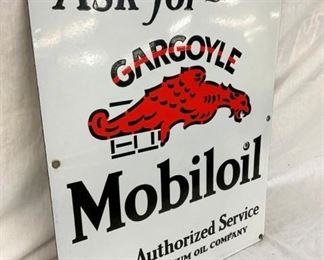 Ask for
GARGOYLE
Mobiloil
Authorized Service
OIL COMPANY